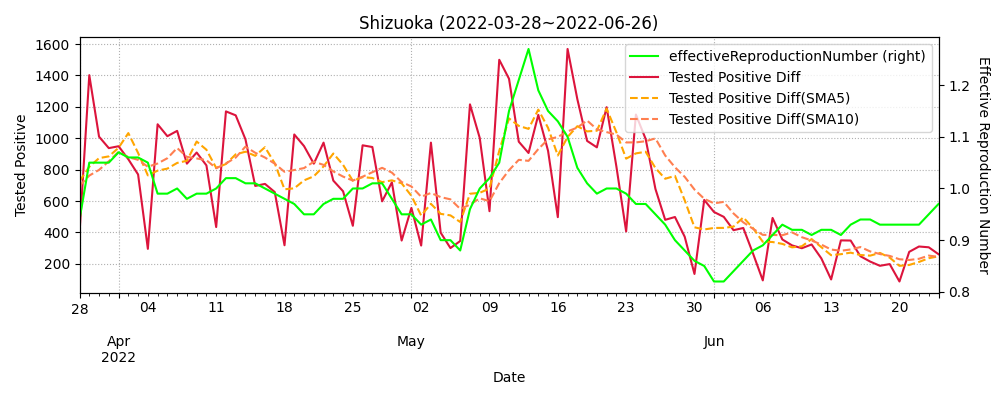 Shizuoka (2022-03-28~2022-06-26)
effectiveReproductionNumber (right)
Tested Positive Diff
Tested Positive Diff(SMA5)
Tested Positive Diff(SMA10)
Tested Positive
1600
1400
1200
1000
800
600
400
200
Effective Reproduction Number
1.2
1.1
1.0
0.9
0.8
28 04 11 18 25 02 09 16 23 30 06 13 20
Apr May Jun
2022
Date